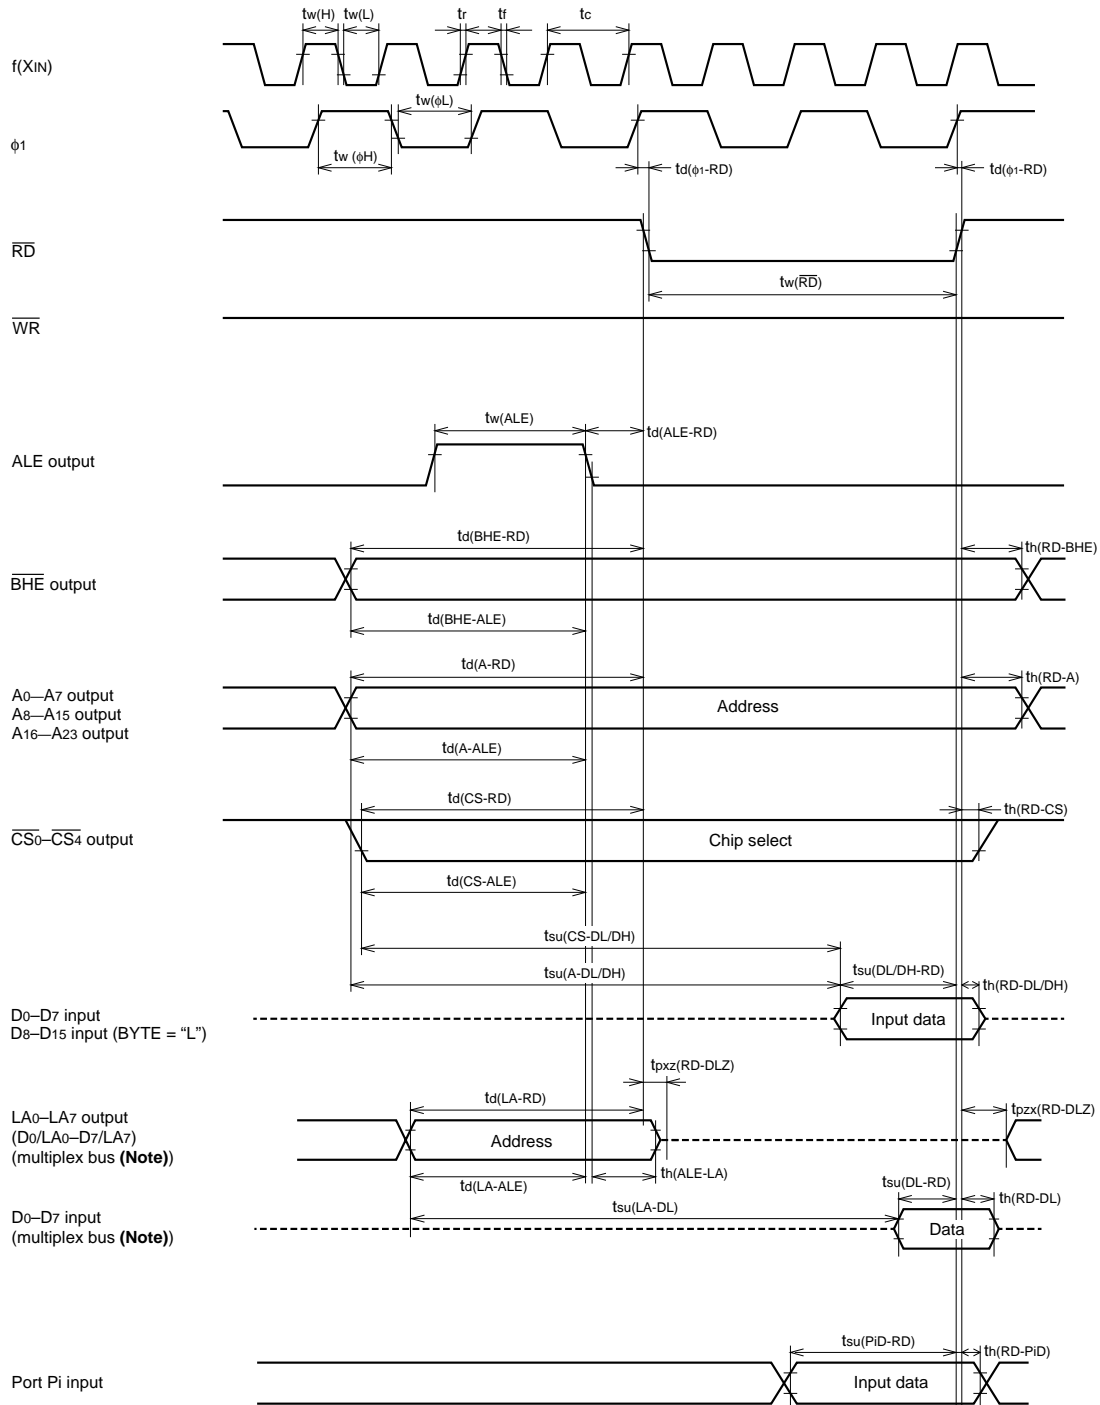 tw(H) tw(L) tr tf tc
f(XIN)
tw(ϕL)
ϕ1
tw (ϕH) td(ϕ1-RD) td(ϕ1-RD)
RD
tw(RD)
WR
tw(ALE)
td(ALE-RD)
ALE output
td(BHE-RD)
th(RD-BHE)
BHE output
td(BHE-ALE)
td(A-RD)
th(RD-A)
A0—A7 output
A8—A15 output
A16—A23 output
Address
td(A-ALE)
td(CS-RD)
th(RD-CS)
CS0–CS4 output
Chip select
td(CS-ALE)
tsu(CS-DL/DH)
tsu(A-DL/DH) tsu(DL/DH-RD)
th(RD-DL/DH)
D0–D7 input
D8–D15 input (BYTE = “L”)
Input data
tpxz(RD-DLZ)
td(LA-RD)
tpzx(RD-DLZ)
LA0–LA7 output
(D0/LA0–D7/LA7)
(multiplex bus (Note))
Address
td(LA-ALE) th(ALE-LA)
tsu(DL-RD)
tsu(LA-DL) th(RD-DL)
D0–D7 input
(multiplex bus (Note))
Data
tsu(PiD-RD)
th(RD-PiD)
Port Pi input
Input data